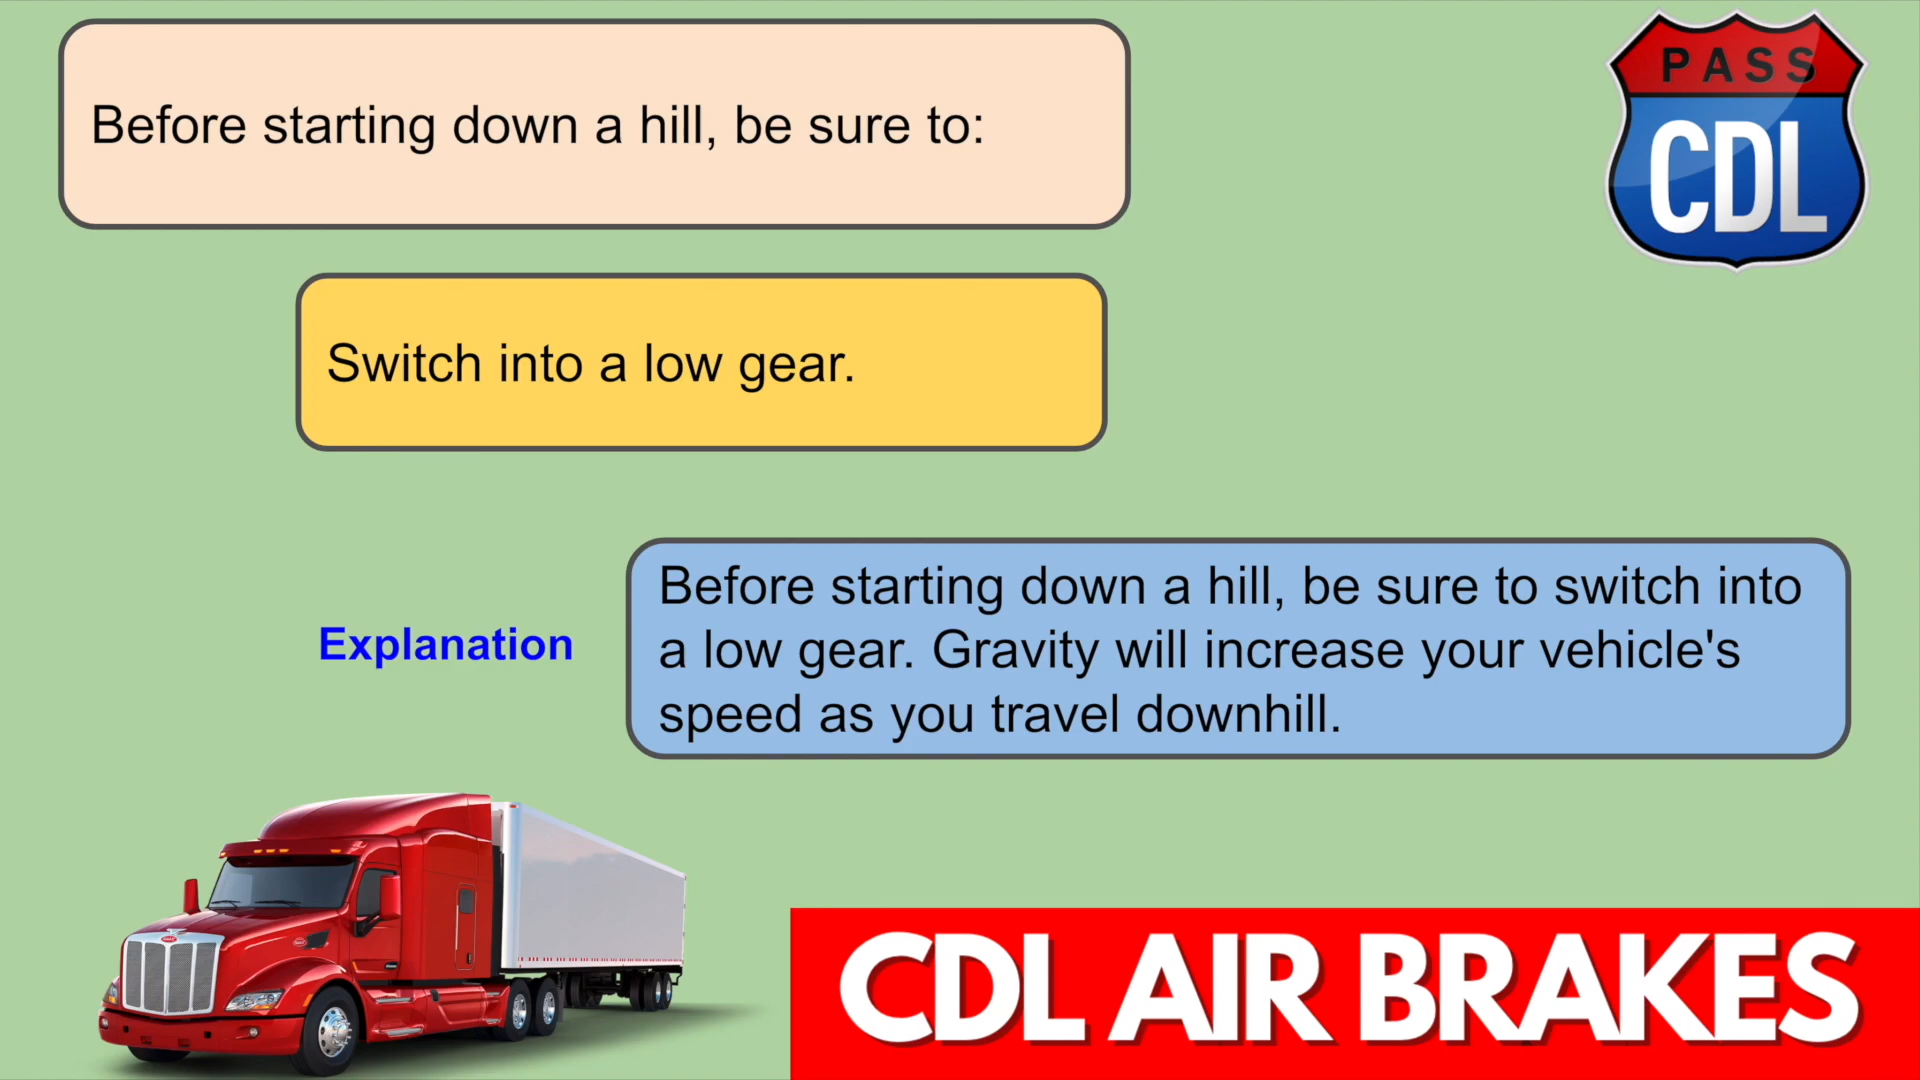 Before starting down a hill, be sure to:
PASS
CDL
Switch into a low gear.
Explanation
Before starting down a hill, be sure to switch into
a low gear. Gravity will increase your vehicle's
speed as you travel downhill.
CDL AIR BRAKES